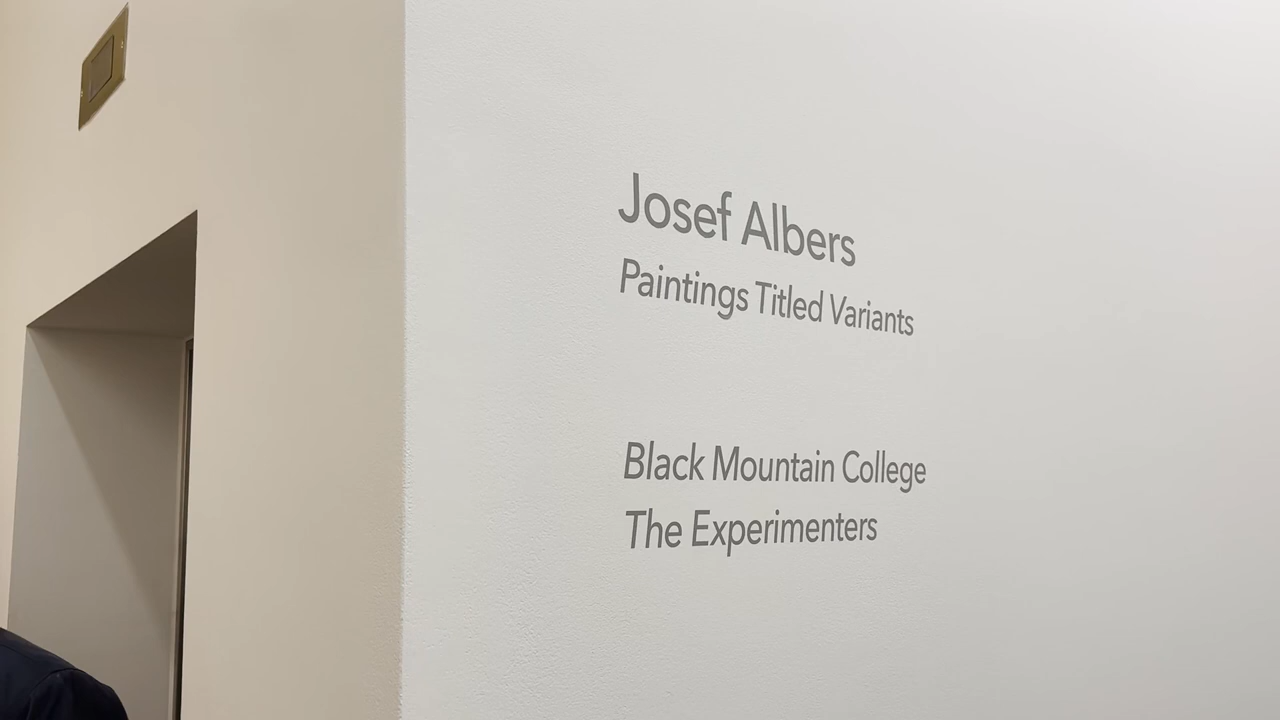 Josef Albers
Paintings Titled Variants
Black Mountain College
The Experimenters